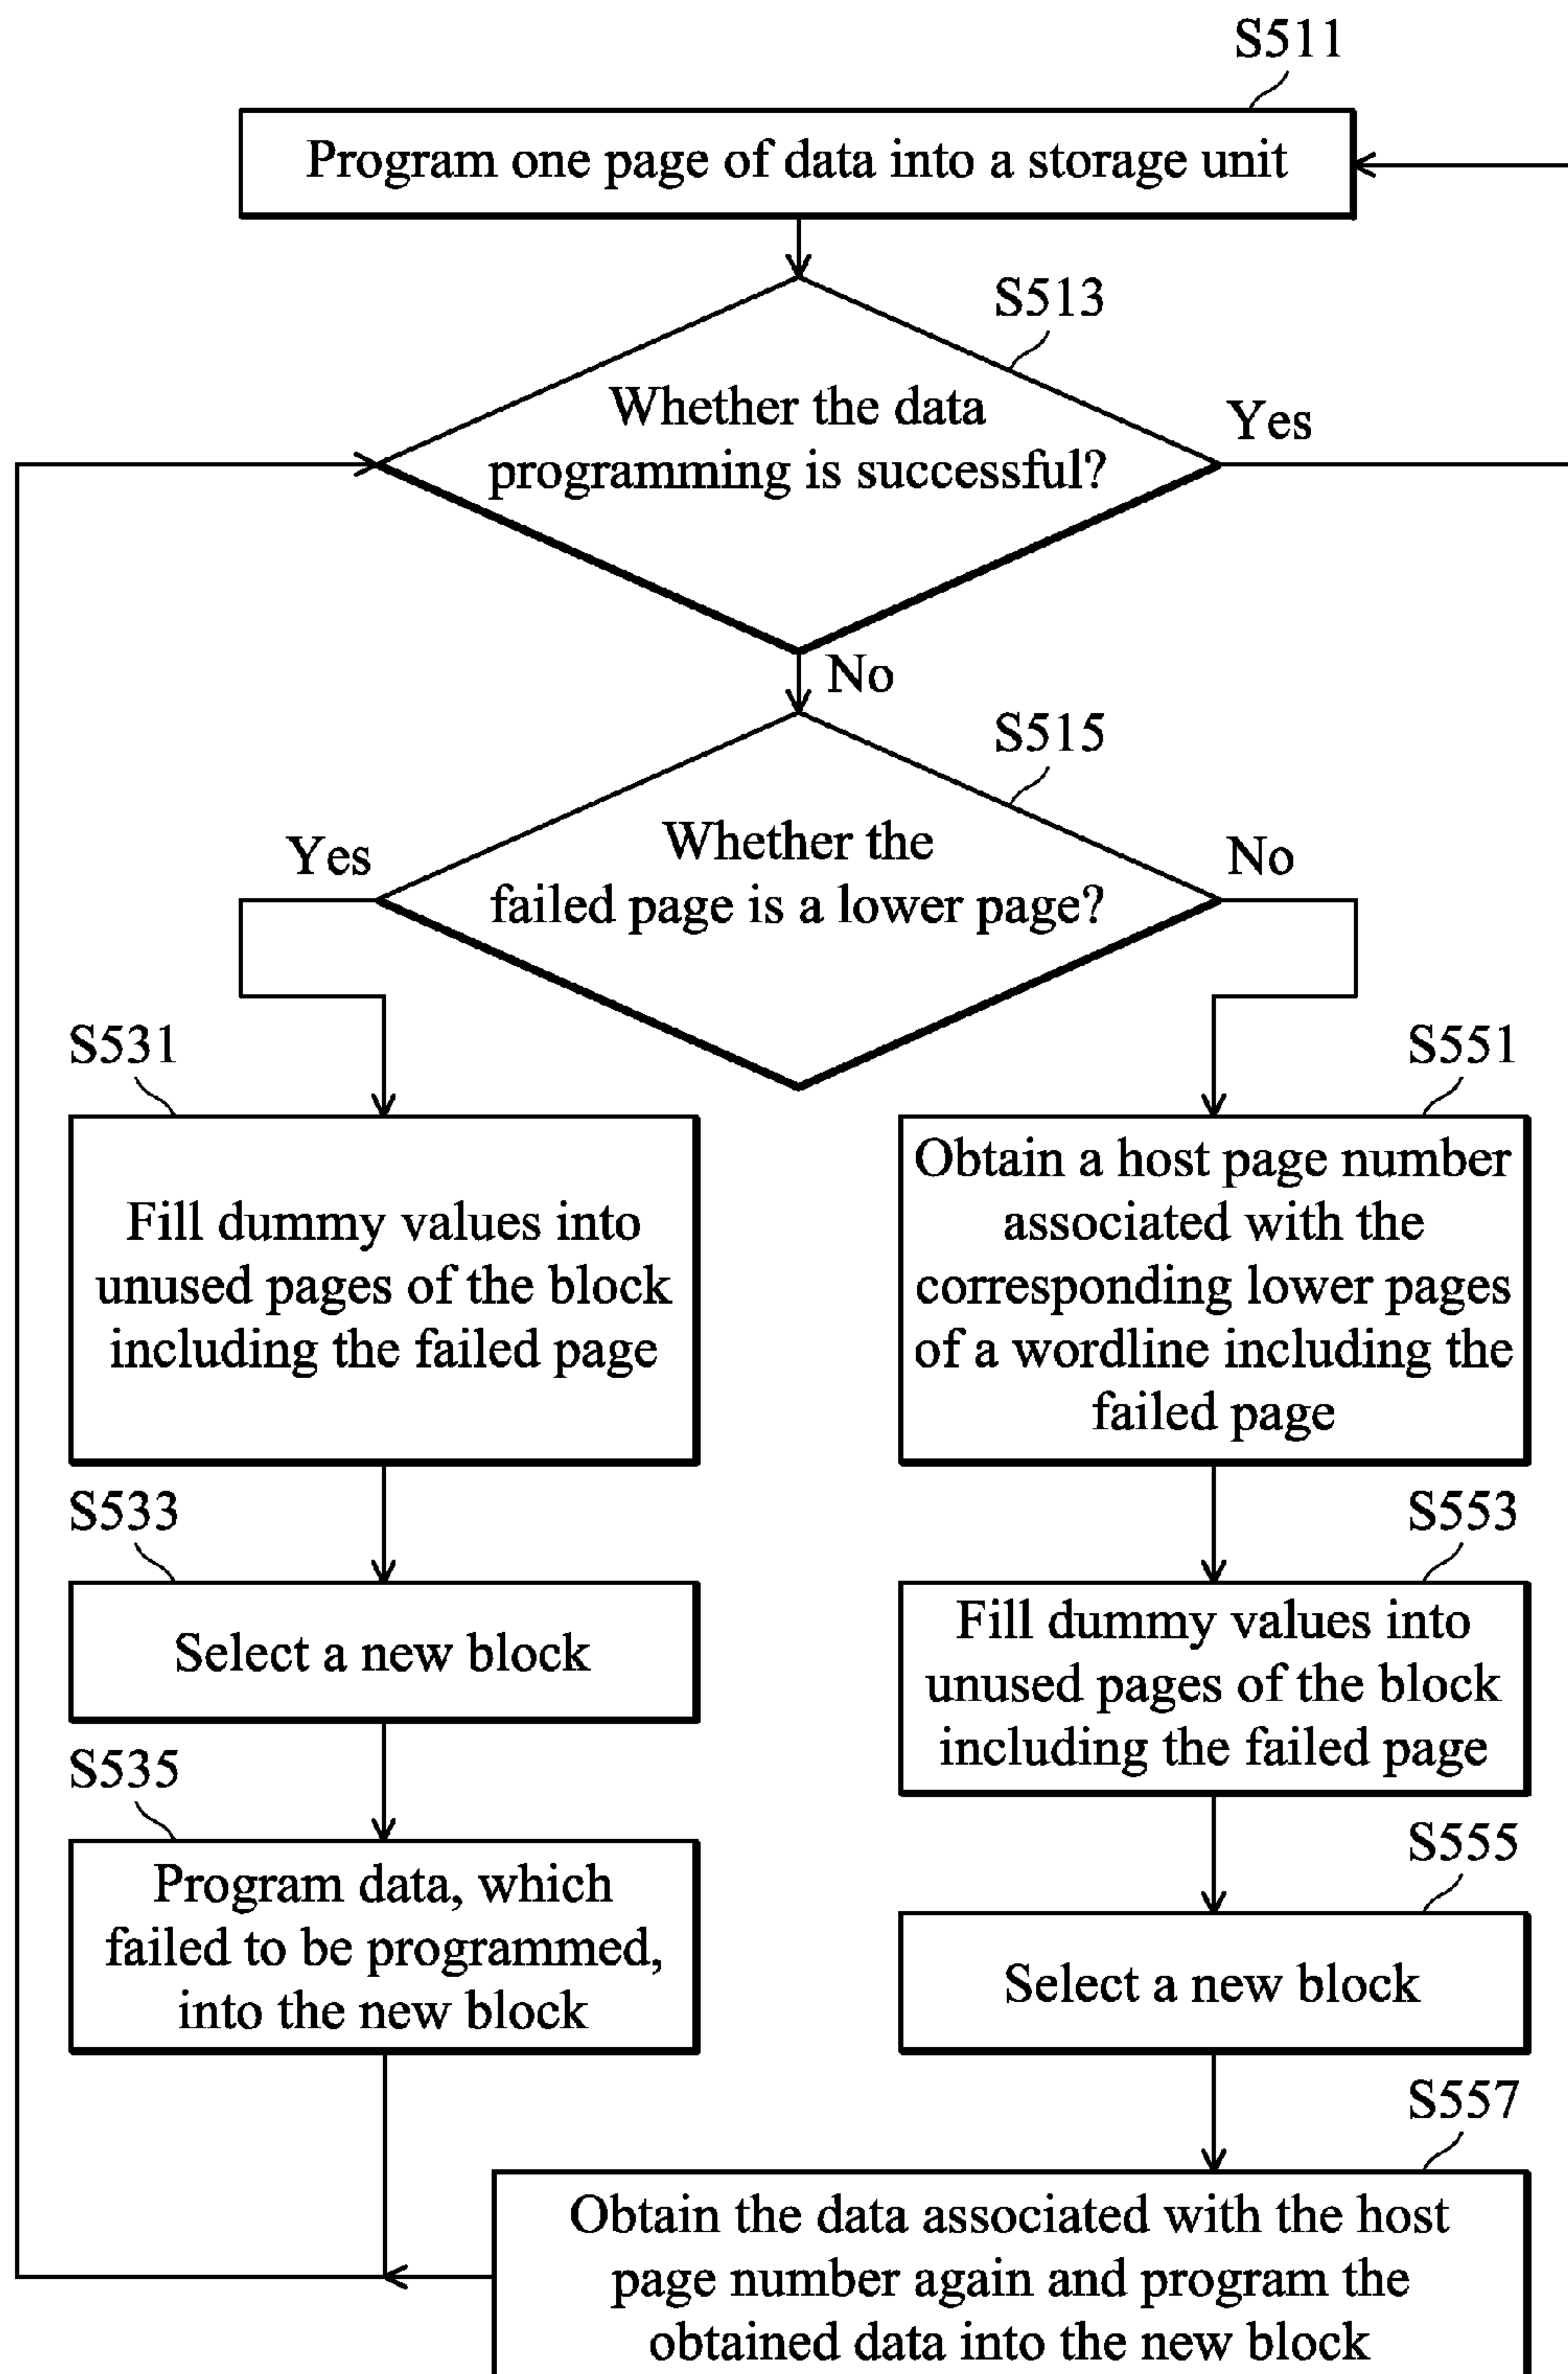 S511
Program one page of data into a storage unit
S513
Whether the data
programming is successful?
Yes
No
S515
Whether the
failed page is a lower page?
Yes
No
S531
Fill dummy values into
unused pages of the block
including the failed page
S533
Select a new block
S535
Program data, which
failed to be programmed,
into the new block
S551
Obtain a host page number
associated with the
corresponding lower pages
of a wordline including the
failed page
S553
Fill dummy values into
unused pages of the block
including the failed page
S555
Select a new block
S557
Obtain the data associated with the host
page number again and program the
obtained data into the new block